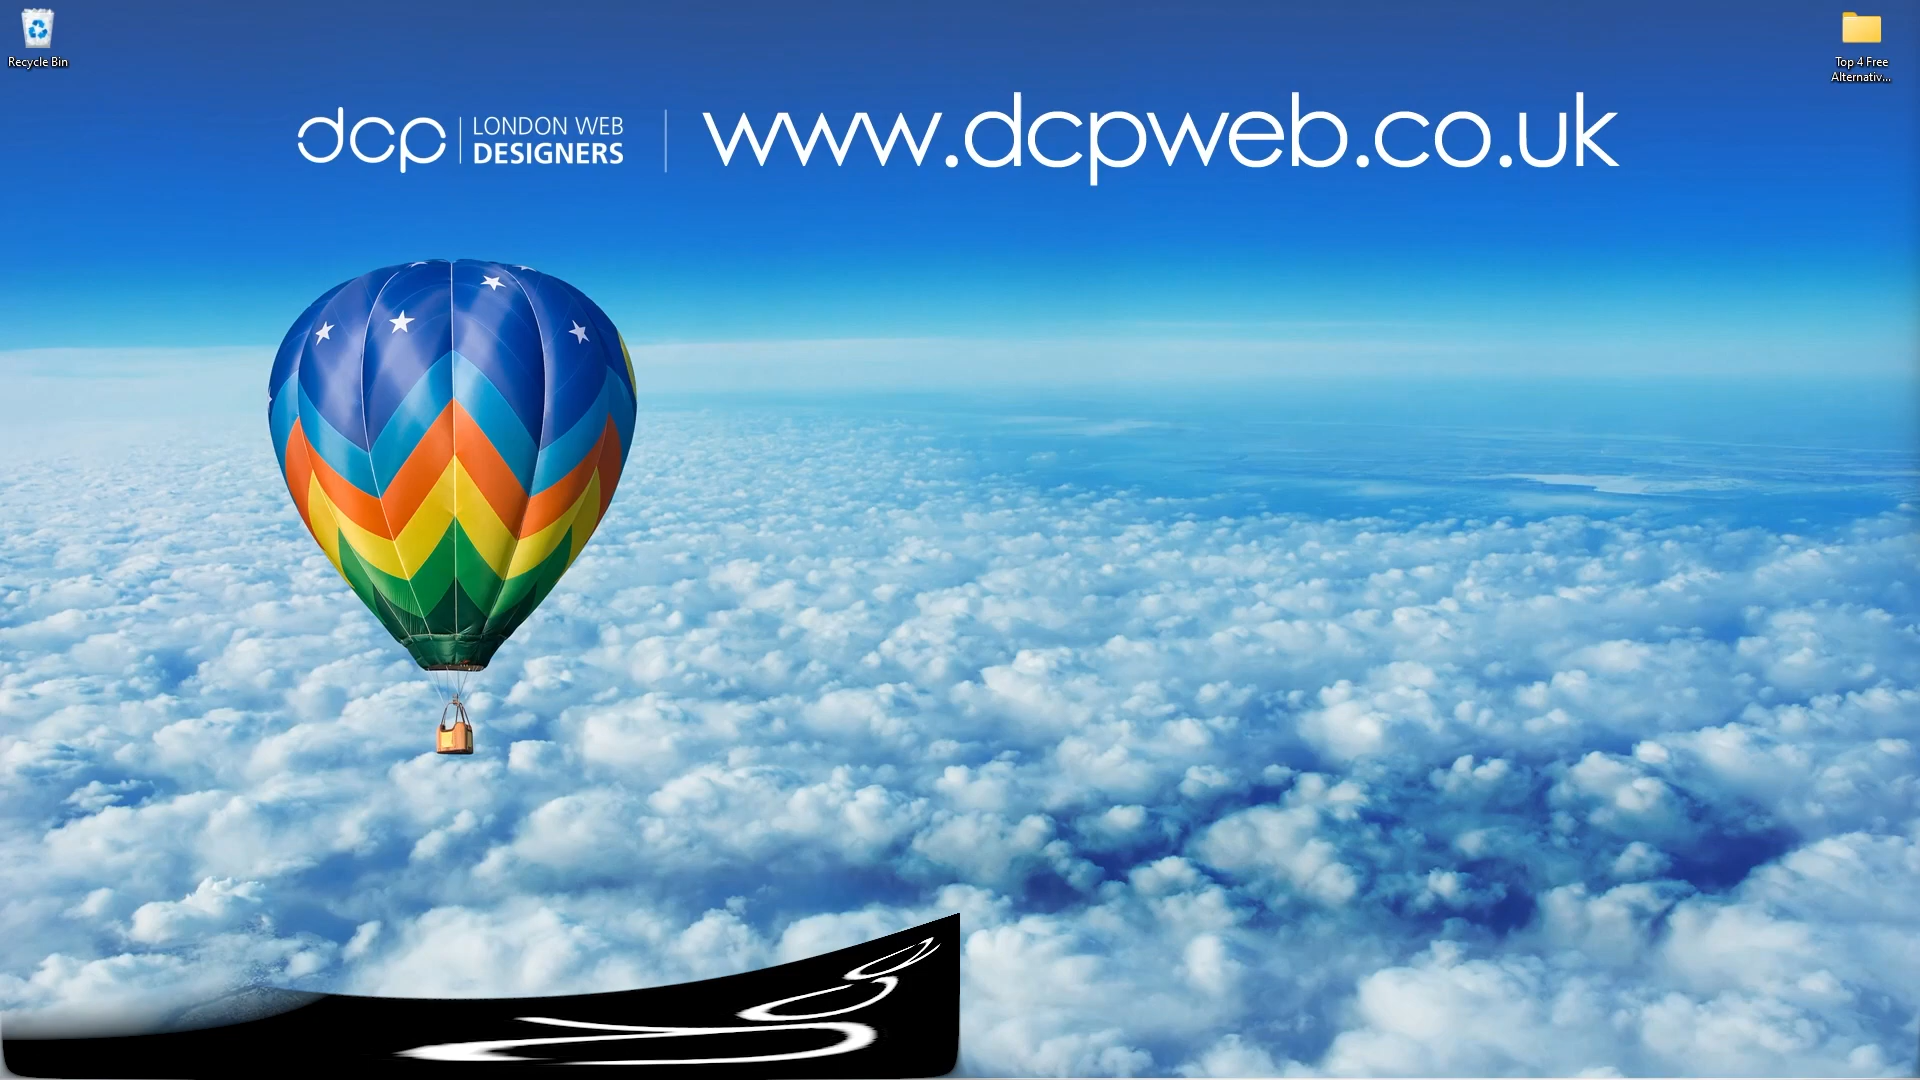 Recycle Bin
Top 4 Free
Alternativ...
dcp
LONDON WEB
DESIGNERS
www.dcpweb.co.uk